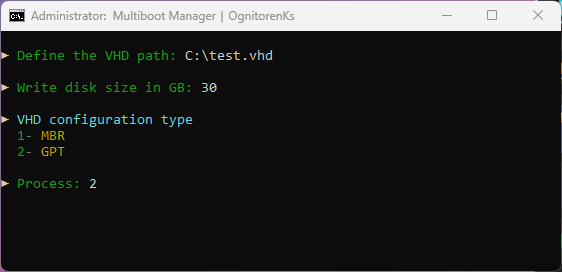 Administrator: Multiboot Manager | OgnitorenKs
► Define the VHD path: C:\test.vhd
► Write disk size in GB: 30
► VHD configuration type
1- MBR
2- GPT
► Process: 2